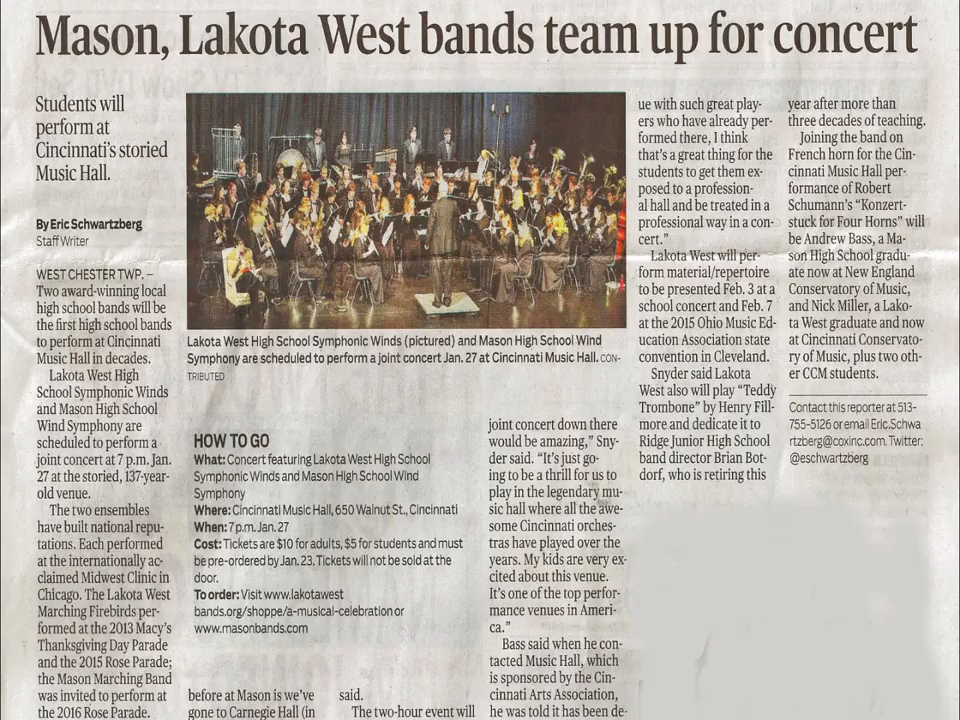 Mason, Lakota West bands team up for concert
Students will
perform at
Cincinnati's storied
Music Hall.
By Eric Schwartzberg
Staff Writer
WEST CHESTER TWP. —
Two award-winning local
high school bands will be
the first high school bands
to perform at Cincinnati
Music Hall in decades.
Lakota West High
School Symphonic Winds
and Mason High School
Wind Symphony are
scheduled to perform a
joint concert at 7 p.m. Jan.
27 at the storied, 137-year-
old venue.
The two ensembles
have built national repu-
tations. Each performed
at the internationally ac-
claimed Midwest Clinic in
Chicago. The Lakota West
Marching Firebirds per-
formed at the 2013 Macy's
Thanksgiving Day Parade
and the 2015 Rose Parade;
the Mason Marching Band
was invited to perform at
the 2016 Rose Parade.
Lakota West High School Symphonic Winds (pictured) and Mason High School Wind
Symphony are scheduled to perform a joint concert Jan. 27 at Cincinnati Music Hall. CON-
TRIBUTED
HOW TO GO
What: Concert featuring Lakota West High School
Symphonic Winds and Mason High School Wind
Symphony
Where: Cincinnati Music Hall, 650 Walnut St., Cincinnati
When: 7 p.m. Jan. 27
Cost: Tickets are $10 for adults, $5 for students and must
be pre-ordered by Jan. 23. Tickets will not be sold at the
door.
To order: Visit www.lakotawest
bands.org/shoppe/a-musical-celebration or
www.masonbands.com
before at Mason is we've
gone to Carnegie Hall (in
said.
The two-hour event will
joint concert down there
would be amazing," Sny-
der said. "It's just go-
ing to be a thrill for us to
play in the legendary mu-
sic hall where all the awe-
some Cincinnati orches-
tras have played over the
years. My kids are very ex-
cited about this venue.
It's one of the top perfor-
mance venues in Ameri-
ca."
Bass said when he con-
tacted Music Hall, which
is sponsored by the Cin-
cinnati Arts Association,
he was told it has been de-
ue with such great play-
ers who have already per-
formed there, I think
that's a great thing for the
students to get them ex-
posed to a profession-
al hall and be treated in a
professional way in a con-
cert."
Lakota West will per-
form material/repertoire
to be presented Feb. 3 at a
school concert and Feb. 7
at the 2015 Ohio Music Ed-
ucation Association state
convention in Cleveland.
Snyder said Lakota
West also will play "Teddy
Trombone" by Henry Fill-
more and dedicate it to
Ridge Junior High School
band director Brian Bot-
dorf, who is retiring this
year after more than
three decades of teaching.
Joining the band on
French horn for the Cin-
cinnati Music Hall per-
formance of Robert
Schumann's "Konzert-
stuck for Four Horns" will
be Andrew Bass, a Ma-
son High School gradu-
ate now at New England
Conservatory of Music,
and Nick Miller, a Lako-
ta West graduate and now
at Cincinnati Conservato-
ry of Music, plus two oth-
er CCM students.
Contact this reporter at 513-
755-5126 or email Eric.Schwa
rtzberg@coxinc.com. Twitter:
@eschwartzberg